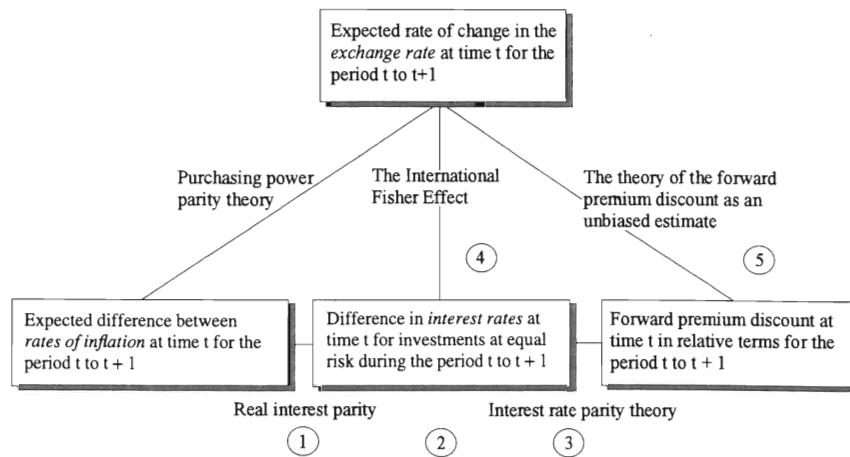 Expected rate of change in the
exchange rate at time t for the
period t to t+1
Purchasing power
parity theory
The International
Fisher Effect
The theory of the forward
premium discount as an
unbiased estimate
4
5
Expected difference between
rates of inflation at time t for the
period t to t + 1
Difference in interest rates at
time t for investments at equal
risk during the period t to t + 1
Forward premium discount at
time t in relative terms for the
period t to t + 1
Real interest parity
Interest rate parity theory
1
2
3